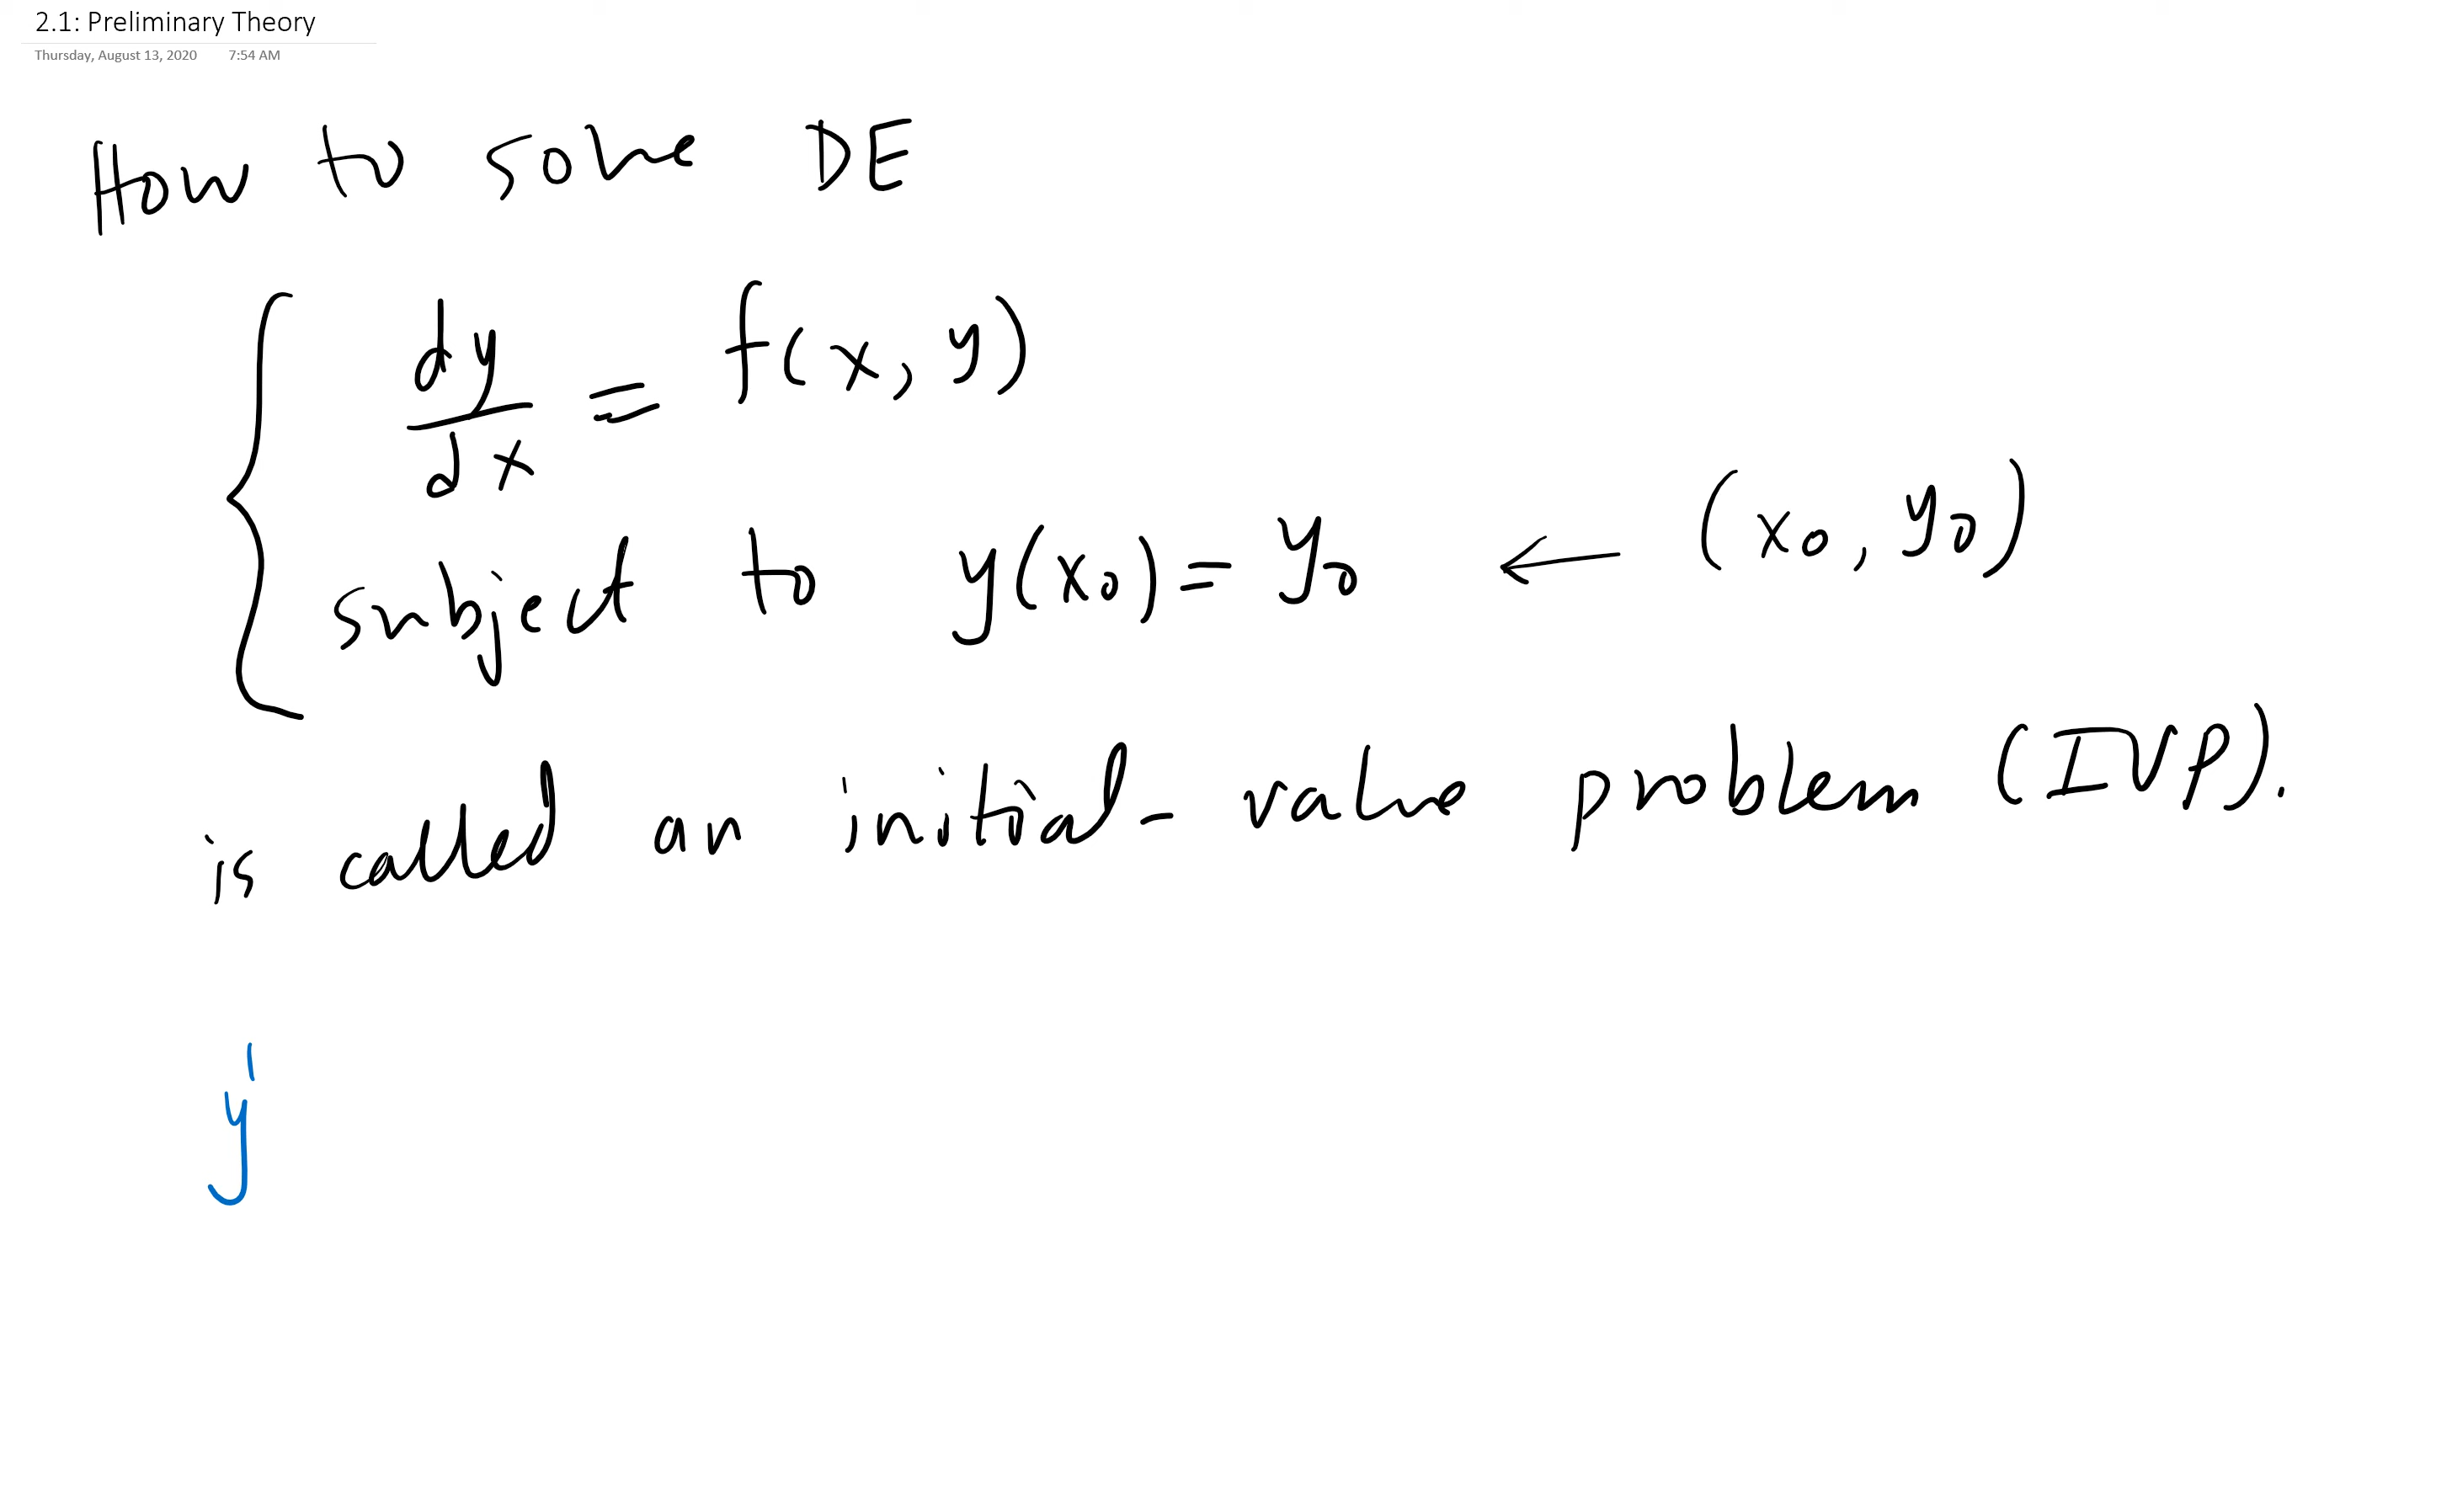 2.1: Preliminary Theory
Thursday, August 13, 2020 7:54 AM
How to solve DE
dy/dx = f(x, y)
subject to y(x₀) = y₀ ← (x₀, y₀)
is called an initial-value problem (IVP).
y'